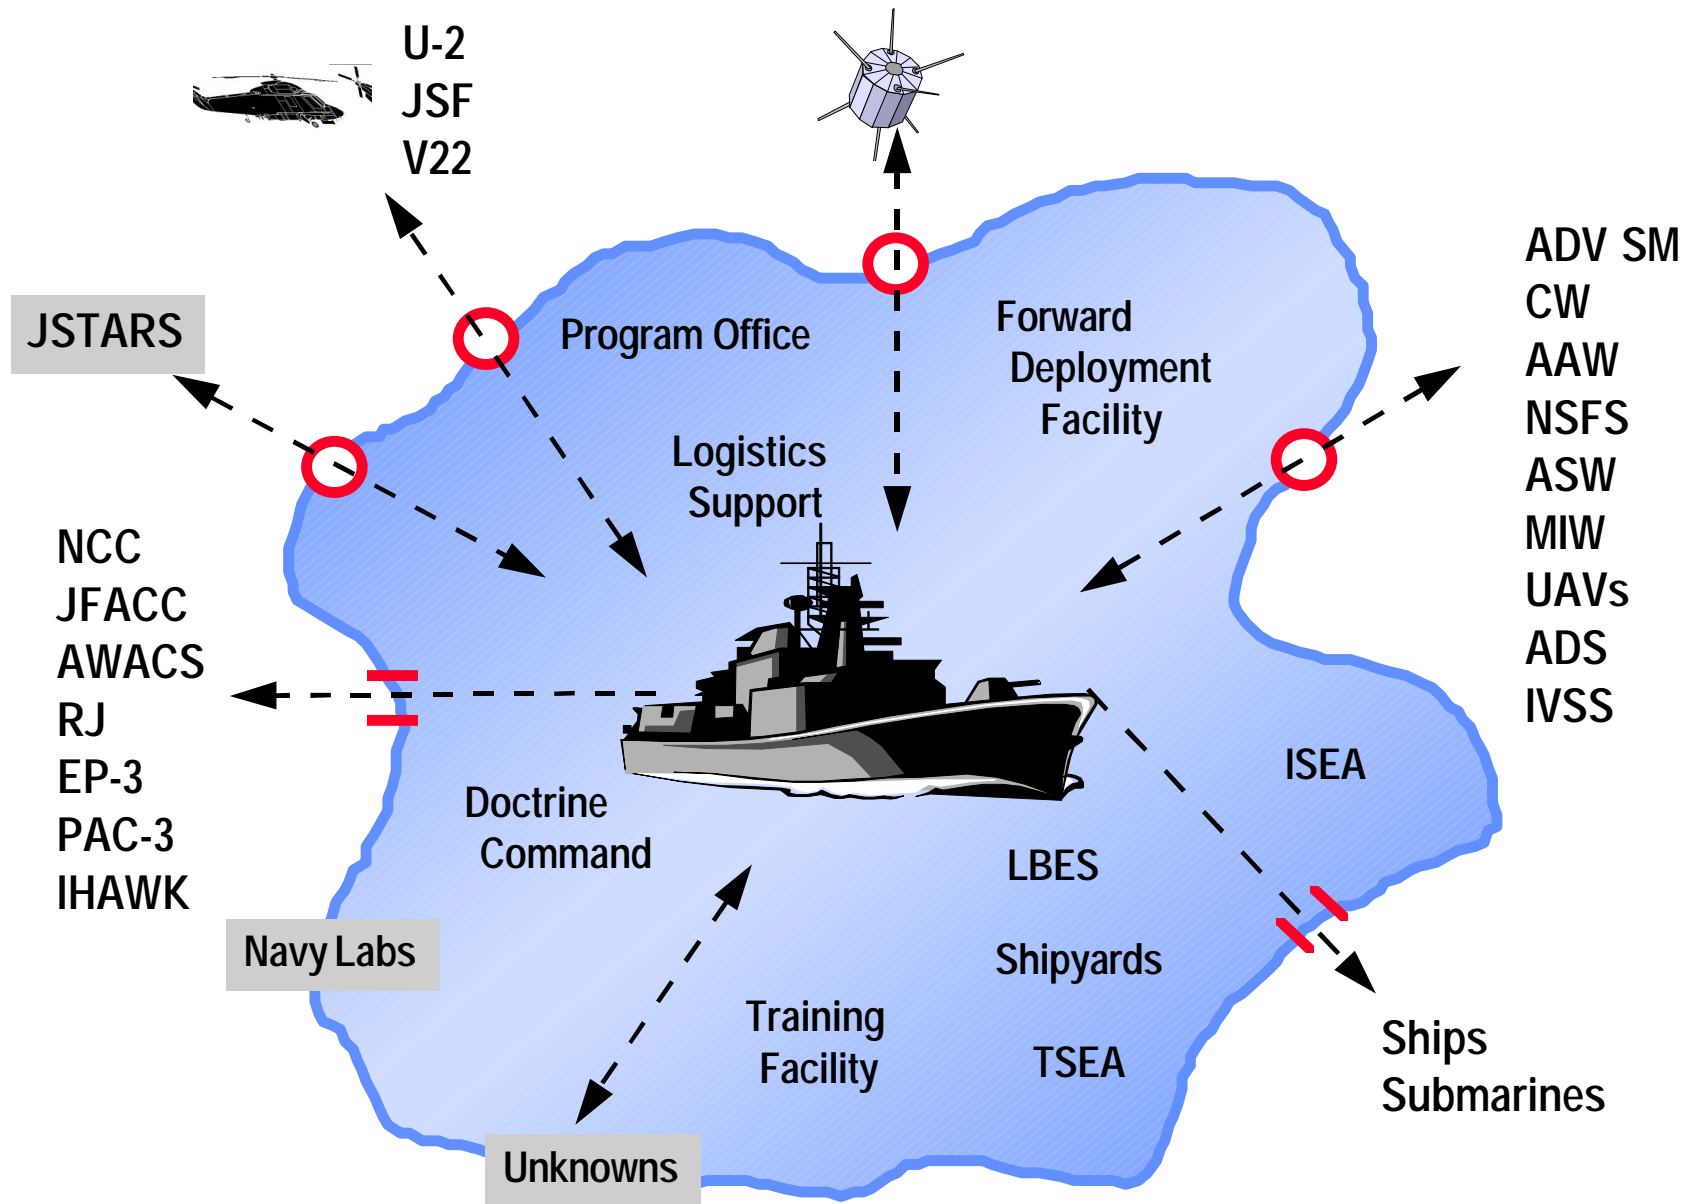 U-2
JSF
V22
JSTARS
Program Office
Forward
Deployment
Facility
Logistics
Support
ADV SM
CW
AAW
NSFS
ASW
MIW
UAVs
ADS
IVSS
NCC
JFACC
AWACS
RJ
EP-3
PAC-3
IHAWK
Doctrine
Command
ISEA
LBES
Navy Labs
Shipyards
Training
Facility
TSEA
Ships
Submarines
Unknowns